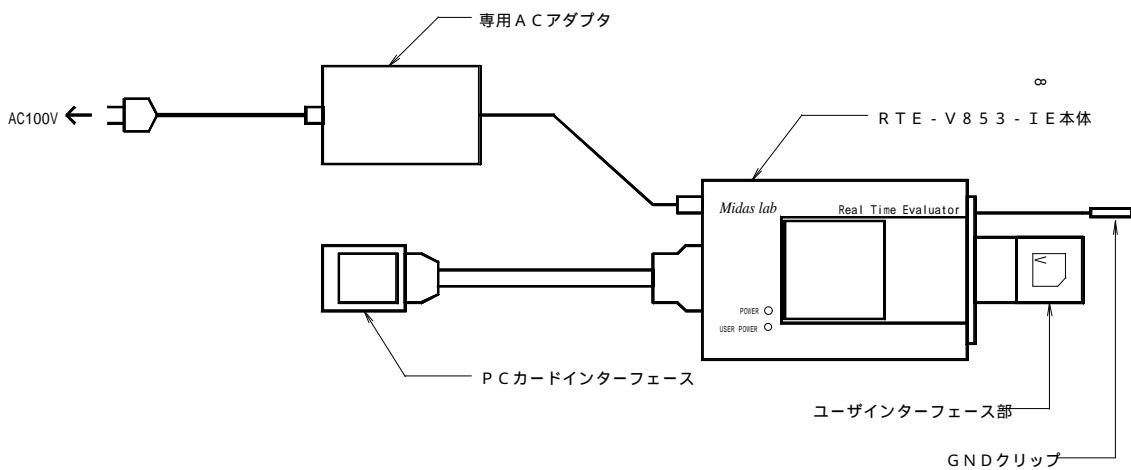 専用ＡＣアダプタ
∞
AC100V
ＲＴＥ-Ｖ８５３-ＩＥ本体
Midas lab
Real Time Evaluator
POWER
USER POWER
ＰＣカードインターフェース
ユーザインターフェース部
ＧＮＤクリップ